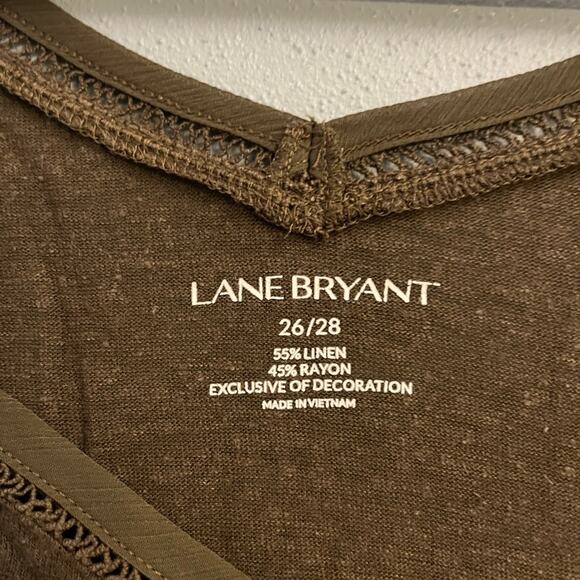 LANE BRYANT
26/28
55% LINEN
45% RAYON
EXCLUSIVE OF DECORATION
MADE IN VIETNAM